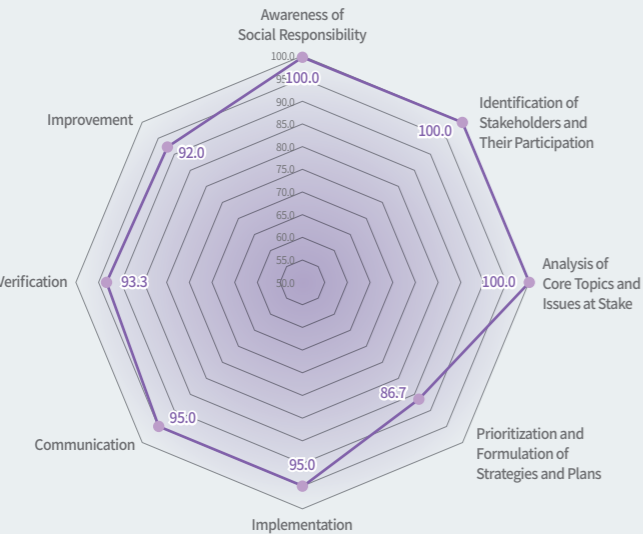 Awareness of
Social Responsibility
100.0
95
100.0
90.0
85.0
80.0
75.0
70.0
65.0
60.0
55.0
50.0
Identification of
Stakeholders and
Their Participation
100.0
Analysis of
Core Topics and
Issues at Stake
100.0
Prioritization and
Formulation of
Strategies and Plans
86.7
Implementation
95.0
Communication
95.0
Verification
93.3
Improvement
92.0